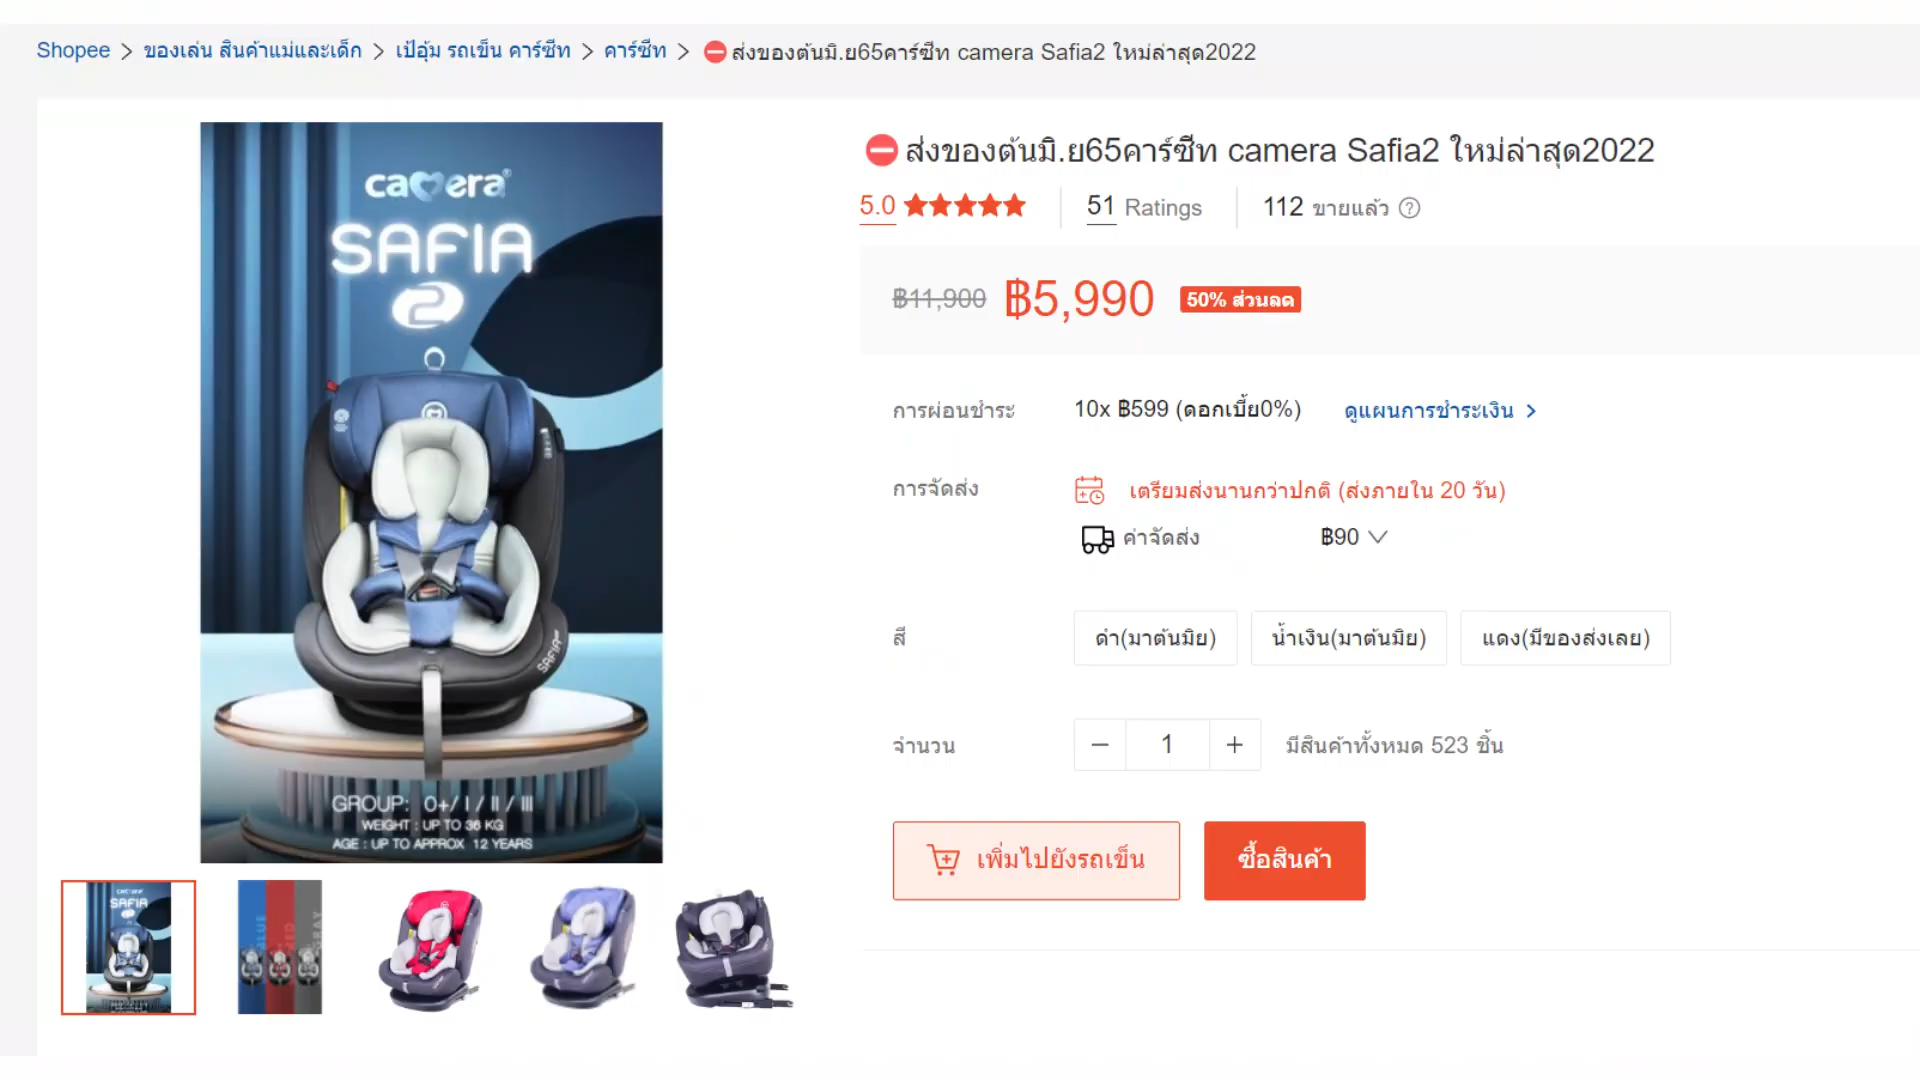 Shopee > ของเล่น สินค้าแม่และเด็ก > เป้อุ้ม รถเข็น คาร์ซีท > คาร์ซีท > ⛔ส่งของต้นมิ.ย65คาร์ซีท camera Safia2 ใหม่ล่าสุด2022
camera®
SAFIA
2
SAFIA
GROUP: 0+/ I / II / III
WEIGHT : UP TO 36 KG
AGE : UP TO APPROX 12 YEARS
camera
SAFIA
2
BLUE
RED
GRAY
⛔ส่งของต้นมิ.ย65คาร์ซีท camera Safia2 ใหม่ล่าสุด2022
5.0 ★★★★★ 51 Ratings 112 ขายแล้ว ?
฿11,900 ฿5,990 50% ส่วนลด
การผ่อนชำระ 10x ฿599 (ดอกเบี้ย0%) ดูแผนการชำระเงิน >
การจัดส่ง เตรียมส่งนานกว่าปกติ (ส่งภายใน 20 วัน)
ค่าจัดส่ง ฿90
สี ดำ(มาต้นมิย) น้ำเงิน(มาต้นมิย) แดง(มีของส่งเลย)
จำนวน − 1 + มีสินค้าทั้งหมด 523 ชิ้น
เพิ่มไปยังรถเข็น ซื้อสินค้า